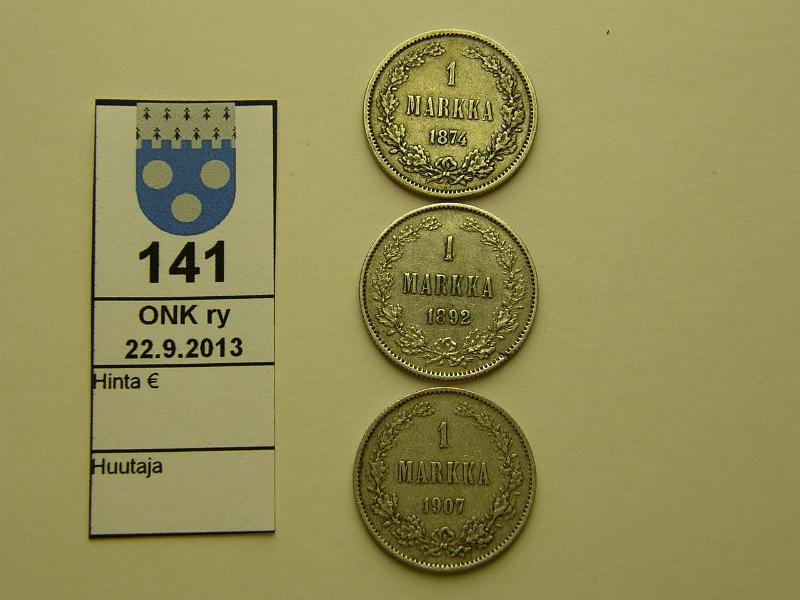 141
ONK ry
22.9.2013
Hinta €
Huutaja
1
MARKKA
1874
1
MARKKA
1892
1
MARKKA
1907